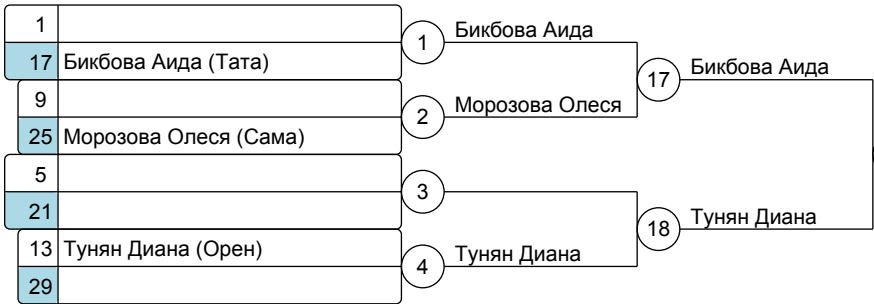 1
17 Бикбова Аида (Тата)
9
25 Морозова Олеся (Сама)
5
21
13 Тунян Диана (Орен)
29
1 Бикбова Аида
2 Морозова Олеся
3
4 Тунян Диана
17 Бикбова Аида
18 Тунян Диана